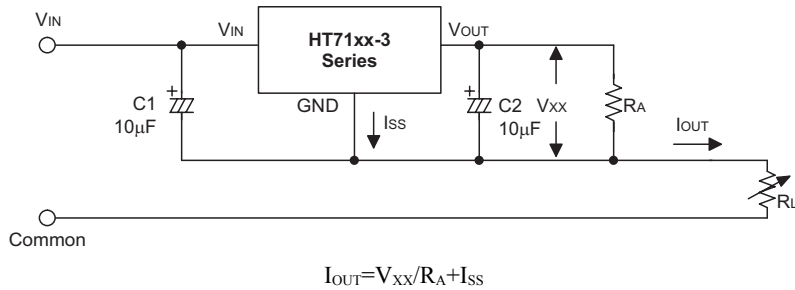 VIN
VIN
HT71xx-3
Series
VOUT
C1
10μF
GND
ISS
C2
10μF
VXX
RA
IOUT
RL
Common
IOUT=VXX/RA+ISS